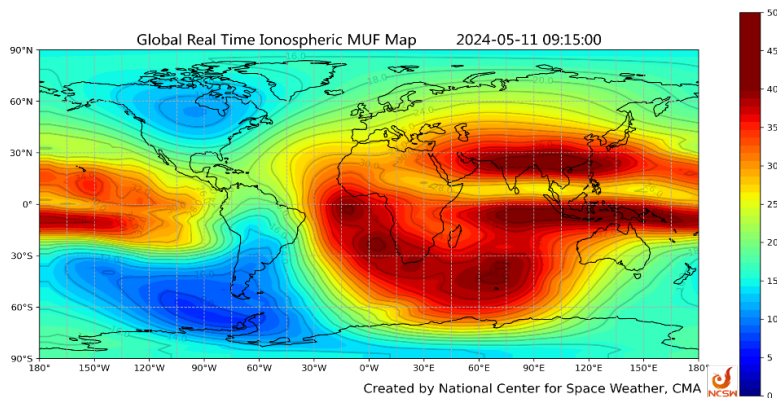 Global Real Time Ionospheric MUF Map 2024-05-11 09:15:00
50
45
40
35
30
25
20
15
10
5
0
90°N
60°N
30°N
0°
30°S
60°S
90°S
180° 150°W 120°W 90°W 60°W 30°W 0°W 30°E 60°E 90°E 120°E 150°E 180°
Created by National Center for Space Weather, CMA
NCSW